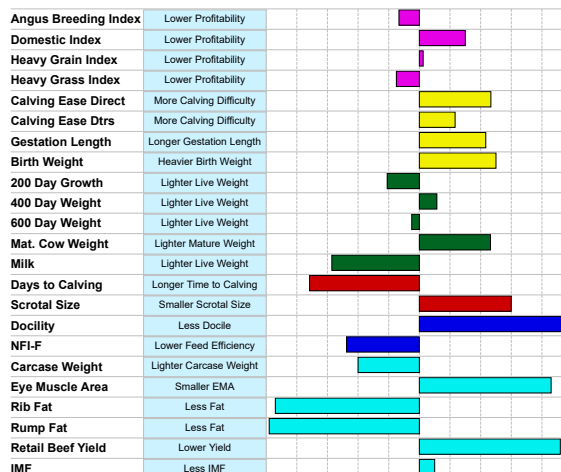 Angus Breeding Index Lower Profitability
Domestic Index Lower Profitability
Heavy Grain Index Lower Profitability
Heavy Grass Index Lower Profitability
Calving Ease Direct More Calving Difficulty
Calving Ease Dtrs More Calving Difficulty
Gestation Length Longer Gestation Length
Birth Weight Heavier Birth Weight
200 Day Growth Lighter Live Weight
400 Day Weight Lighter Live Weight
600 Day Weight Lighter Live Weight
Mat. Cow Weight Lighter Mature Weight
Milk Lighter Live Weight
Days to Calving Longer Time to Calving
Scrotal Size Smaller Scrotal Size
Docility Less Docile
NFI-F Lower Feed Efficiency
Carcase Weight Lighter Carcase Weight
Eye Muscle Area Smaller EMA
Rib Fat Less Fat
Rump Fat Less Fat
Retail Beef Yield Lower Yield
IMF Less IMF